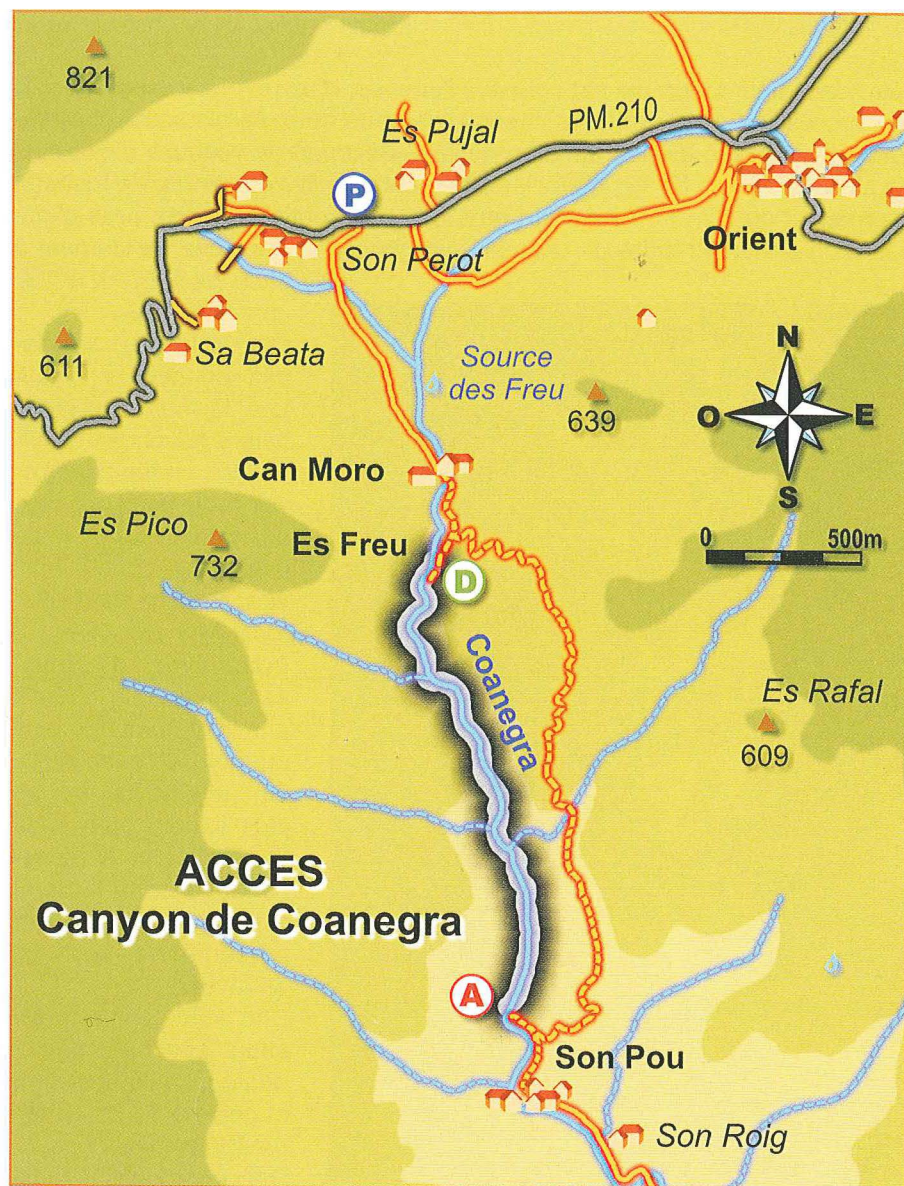 821
Es Pujal
PM.210
P
Orient
Son Perot
Sa Beata
611
Source
des Freu
639
N
O
E
S
Can Moro
Es Pico
732
Es Freu
0 500m
D
Coanegra
Es Rafal
609
ACCES
Canyon de Coanegra
A
Son Pou
Son Roig